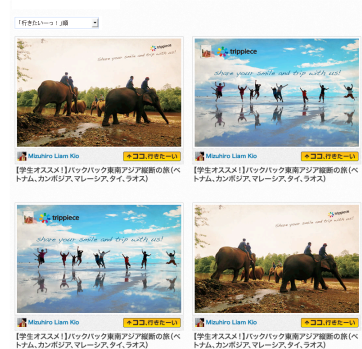 「行きたいーっ！」順
trippiece
share your smile and trip with us!
Mizuhiro Liam Kio
ココ、行きたーい
【学生オススメ！】バックパック東南アジア縦断の旅(ベ
トナム、カンボジア、マレーシア、タイ、ラオス)
trippiece
share your smile and trip with us!
Mizuhiro Liam Kio
ココ、行きたーい
【学生オススメ！】バックパック東南アジア縦断の旅(ベ
トナム、カンボジア、マレーシア、タイ、ラオス)
trippiece
share your smile and trip with us!
Mizuhiro Liam Kio
ココ、行きたーい
【学生オススメ！】バックパック東南アジア縦断の旅(ベ
トナム、カンボジア、マレーシア、タイ、ラオス)
trippiece
share your smile and trip with us!
Mizuhiro Liam Kio
ココ、行きたーい
【学生オススメ！】バックパック東南アジア縦断の旅(ベ
トナム、カンボジア、マレーシア、タイ、ラオス)